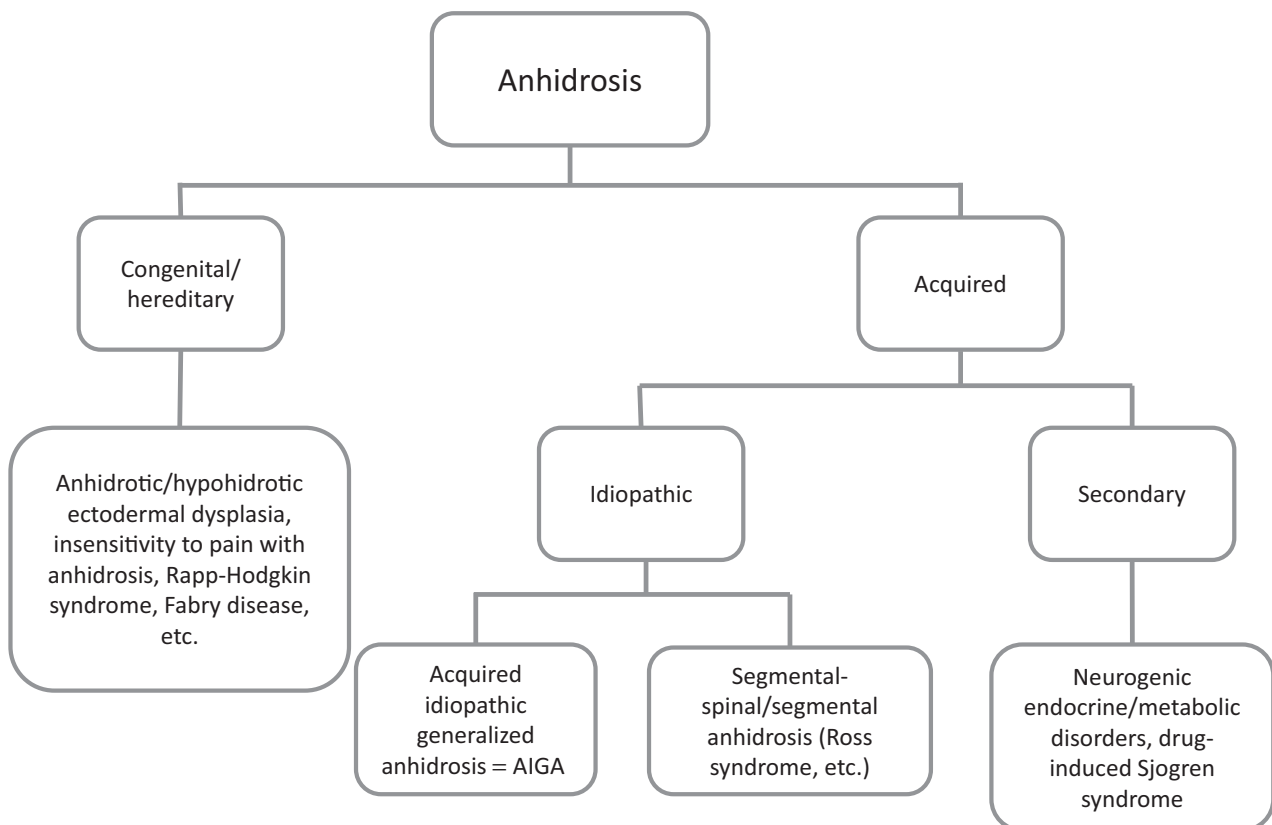 Anhidrosis
Congenital/
hereditary
Acquired
Idiopathic
Secondary
Anhidrotic/hypohidrotic
ectodermal dysplasia,
insensitivity to pain with
anhidrosis, Rapp-Hodgkin
syndrome, Fabry disease,
etc.
Acquired
idiopathic
generalized
anhidrosis = AIGA
Segmental-
spinal/segmental
anhidrosis (Ross
syndrome, etc.)
Neurogenic
endocrine/metabolic
disorders, drug-
induced Sjogren
syndrome